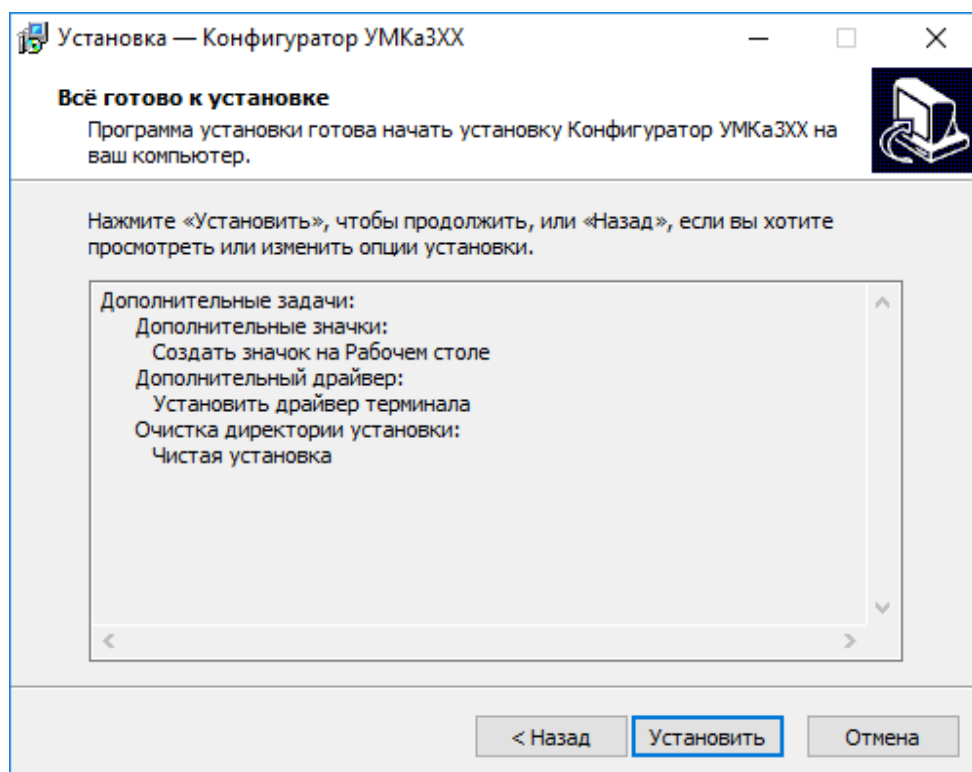 Установка — Конфигуратор УМКа3ХХ
Всё готово к установке
Программа установки готова начать установку Конфигуратор УМКа3ХХ на
ваш компьютер.
Нажмите «Установить», чтобы продолжить, или «Назад», если вы хотите
просмотреть или изменить опции установки.
Дополнительные задачи:
Дополнительные значки:
Создать значок на Рабочем столе
Дополнительный драйвер:
Установить драйвер терминала
Очистка директории установки:
Чистая установка
< Назад
Установить
Отмена